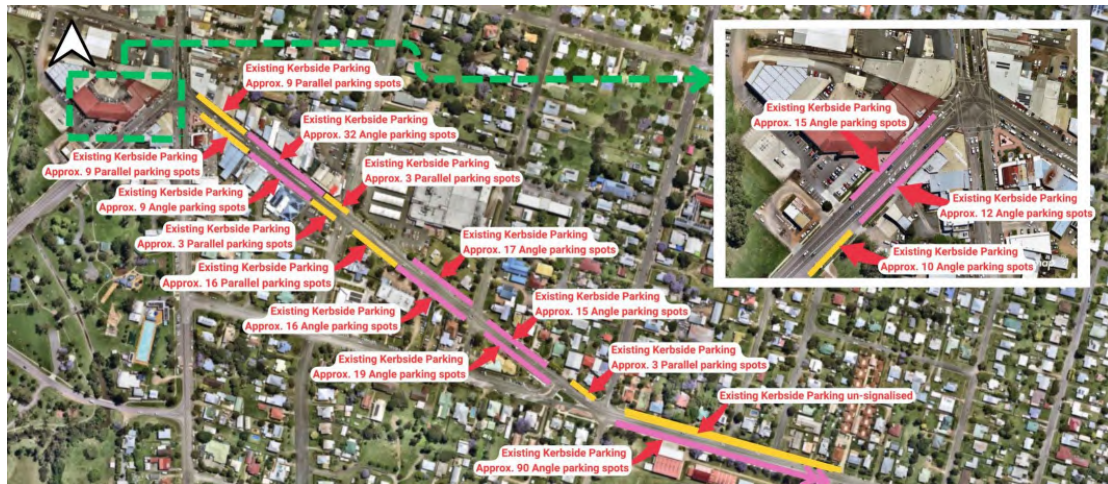 Existing Kerbside Parking
Approx. 9 Parallel parking spots
Existing Kerbside Parking
Approx. 32 Angle parking spots
Existing Kerbside Parking
Approx. 9 Parallel parking spots
Existing Kerbside Parking
Approx. 3 Parallel parking spots
Existing Kerbside Parking
Approx. 9 Angle parking spots
Existing Kerbside Parking
Approx. 3 Parallel parking spots
Existing Kerbside Parking
Approx. 17 Angle parking spots
Existing Kerbside Parking
Approx. 16 Parallel parking spots
Existing Kerbside Parking
Approx. 16 Angle parking spots
Existing Kerbside Parking
Approx. 15 Angle parking spots
Existing Kerbside Parking
Approx. 19 Angle parking spots
Existing Kerbside Parking
Approx. 3 Parallel parking spots
Existing Kerbside Parking un-signalised
Existing Kerbside Parking
Approx. 90 Angle parking spots
Existing Kerbside Parking
Approx. 15 Angle parking spots
Existing Kerbside Parking
Approx. 12 Angle parking spots
Existing Kerbside Parking
Approx. 10 Angle parking spots